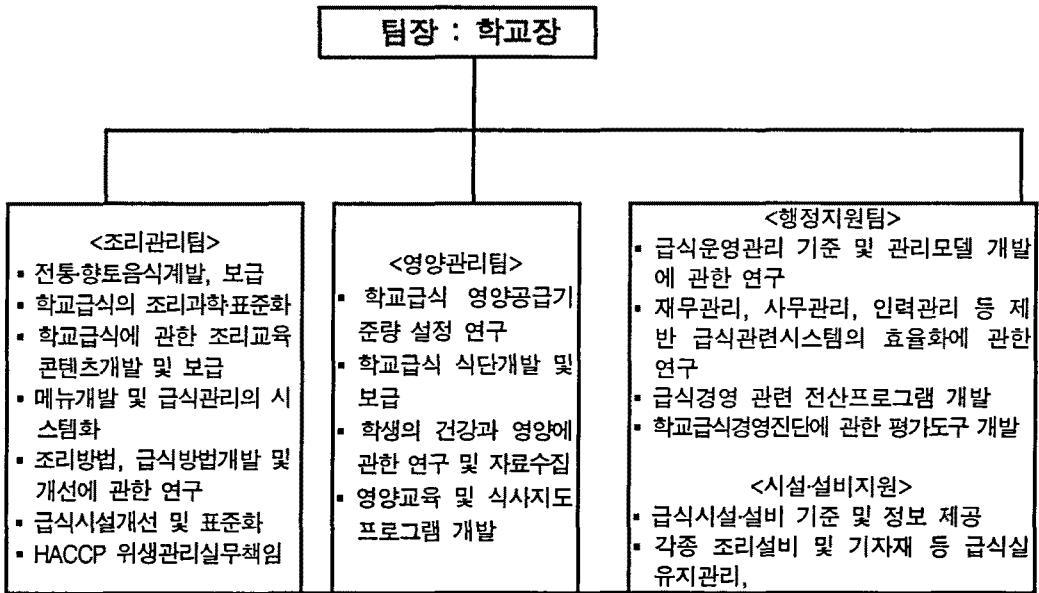 팀장 : 학교장
<조리관리팀>
▪ 전통·향토음식계발, 보급
▪ 학교급식의 조리과학·표준화
▪ 학교급식에 관한 조리교육
콘텐츠개발 및 보급
▪ 메뉴개발 및 급식관리의 시
스템화
▪ 조리방법, 급식방법개발 및
개선에 관한 연구
▪ 급식시설개선 및 표준화
▪ HACCP 위생관리실무책임
<영양관리팀>
▪ 학교급식 영양공급기
준량 설정 연구
▪ 학교급식 식단개발 및
보급
▪ 학생의 건강과 영양에
관한 연구 및 자료수집
▪ 영양교육 및 식사지도
프로그램 개발
<행정지원팀>
▪ 급식운영관리 기준 및 관리모델 개발
에 관한 연구
▪ 재무관리, 사무관리, 인력관리 등 제
반 급식관련시스템의 효율화에 관한
연구
▪ 급식경영 관련 전산프로그램 개발
▪ 학교급식경영진단에 관한 평가도구 개발
<시설·설비지원>
▪ 급식시설·설비 기준 및 정보 제공
▪ 각종 조리설비 및 기자재 등 급식실
유지관리,